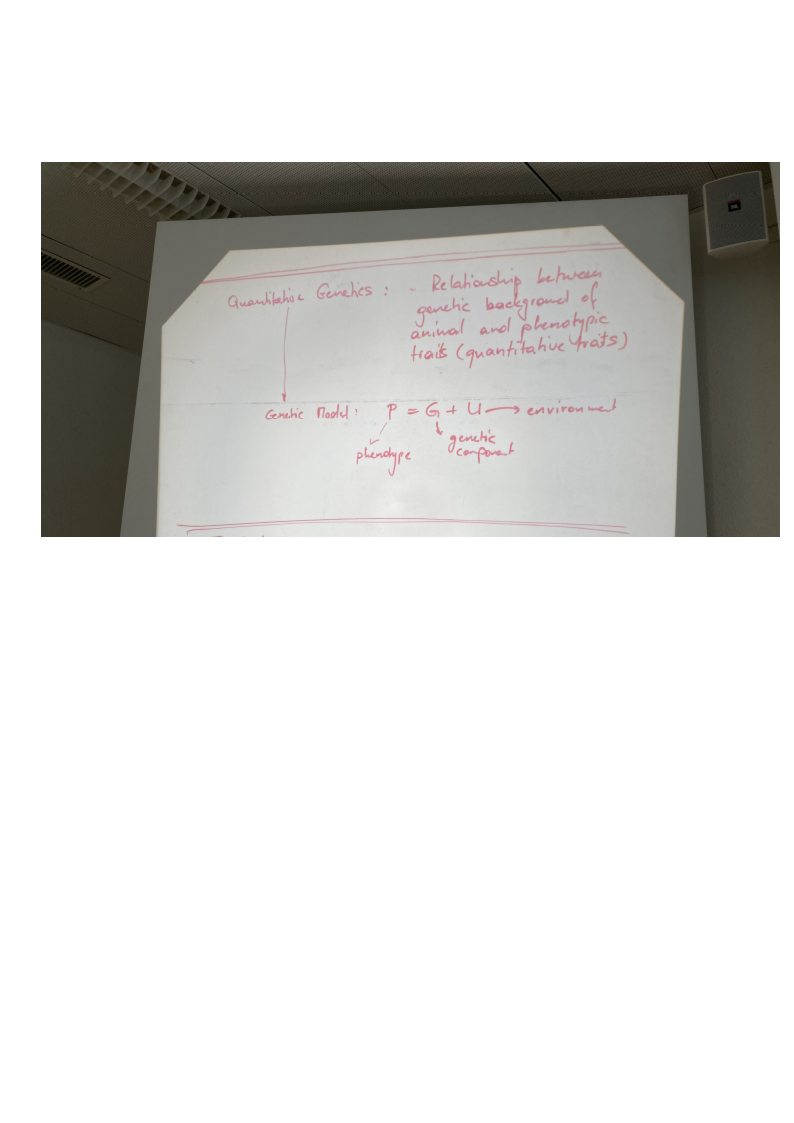 Quantitative Genetics : - Relationship between
genetic background of
animal and phenotypic
traits (quantitative traits)
Genetic Model : P = G + U → environment
genetic
phenotype component
JBL